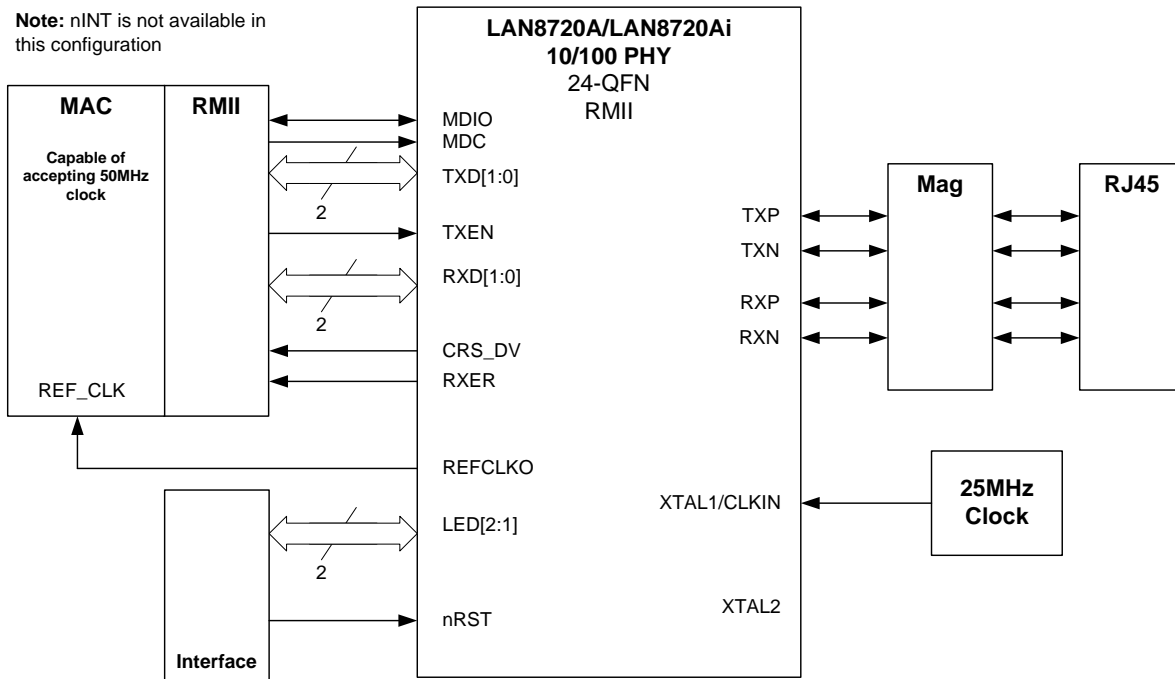 Note: nINT is not available in
this configuration
LAN8720A/LAN8720Ai
10/100 PHY
24-QFN
RMII
MAC
RMII
Capable of
accepting 50MHz
clock
REF_CLK
MDIO
MDC
TXD[1:0]
2
TXEN
RXD[1:0]
2
CRS_DV
RXER
REFCLKO
LED[2:1]
2
nRST
Interface
TXP
TXN
RXP
RXN
Mag
RJ45
XTAL1/CLKIN
25MHz
Clock
XTAL2